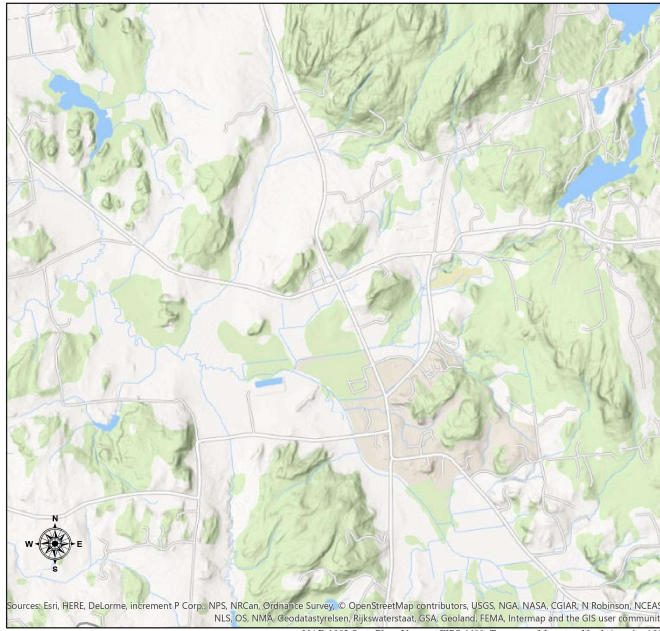 N
W E
S
Sources: Esri, HERE, DeLorme, increment P Corp., NPS, NRCan, Ordnance Survey, © OpenStreetMap contributors, USGS, NGA, NASA, CGIAR, N Robinson, NCEAS
NLS, OS, NMA, Geodatastyrelsen, Rijkswaterstaat, GSA, Geoland, FEMA, Intermap and the GIS user communit